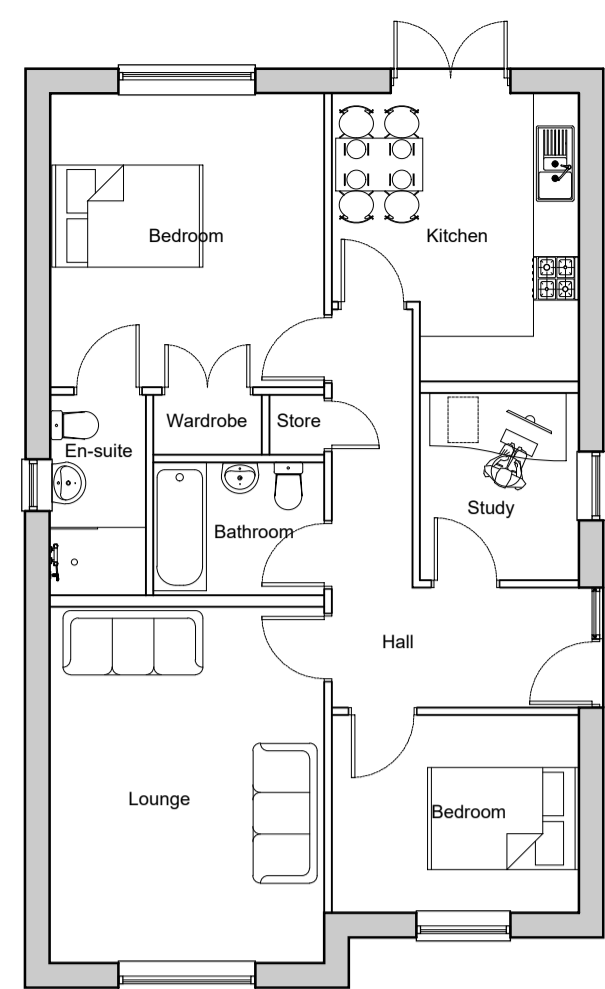 Bedroom
Kitchen
Wardrobe
Store
En-suite
Study
Bathroom
Hall
Lounge
Bedroom